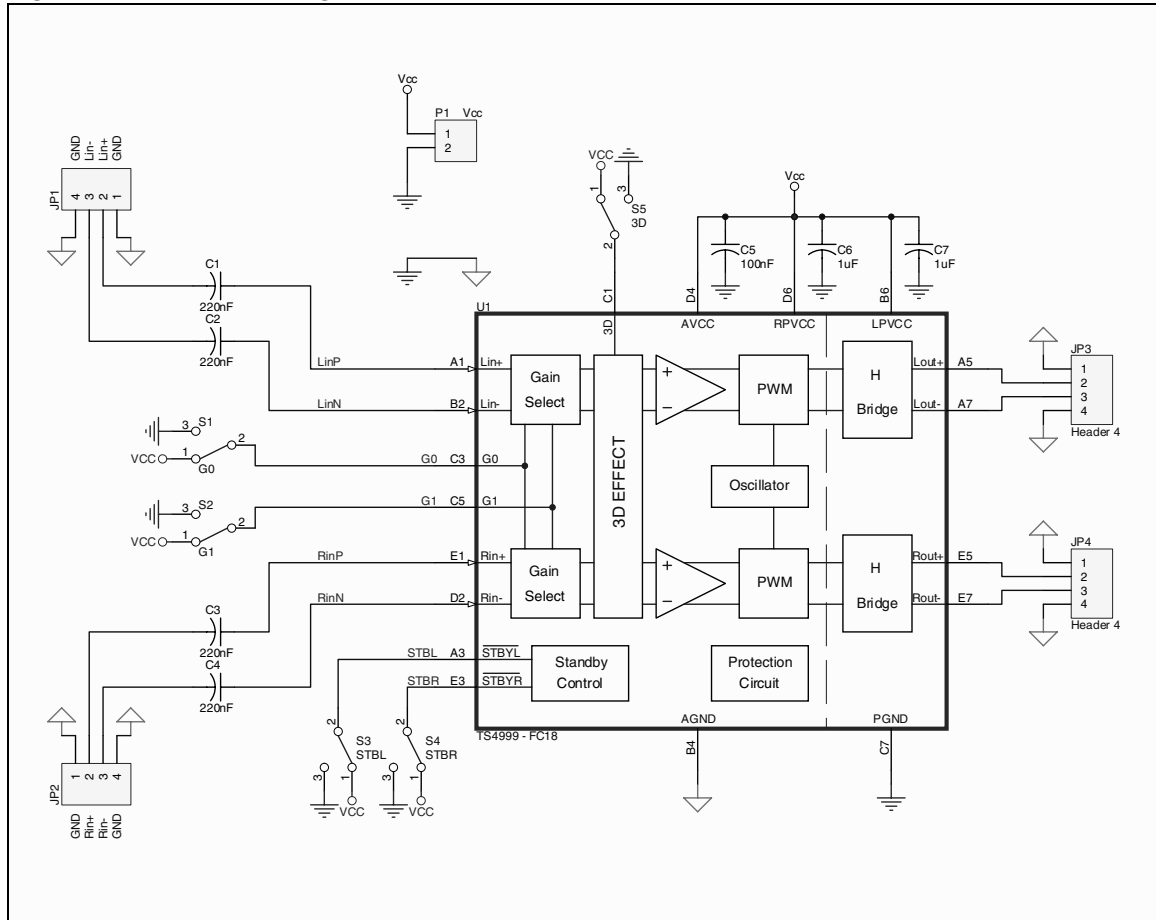 Vcc
P1 Vcc
1
2
GND
Lin-
Lin+
GND
JP1
4
3
2
1
VCC
1
3
S5
3D
2
Vcc
C5
100nF
C6
1uF
C7
1uF
C1
220nF
C2
220nF
C1
D4
D6
B6
U1
3D
AVCC
RPVCC
LPVCC
LinP
A1
Lin+
LinN
B2
Lin-
Gain
Select
3D EFFECT
+
−
PWM
H
Bridge
Lout+
A5
Lout-
A7
JP3
1
2
3
4
Header 4
3
S1
2
VCC
1
G0
G0
C3
G0
Oscillator
3
S2
2
VCC
1
G1
G1
C5
G1
RinP
E1
Rin+
RinN
D2
Rin-
Gain
Select
+
−
PWM
H
Bridge
Rout+
E5
Rout-
E7
JP4
1
2
3
4
Header 4
C3
220nF
C4
220nF
STBL
A3
STBYL
STBR
E3
STBYR
Standby
Control
Protection
Circuit
AGND
PGND
TS4999 - FC18
B4
C7
2
S3
STBL
3
1
VCC
2
S4
STBR
3
1
VCC
JP2
1
2
3
4
GND
Rin+
Rin-
GND